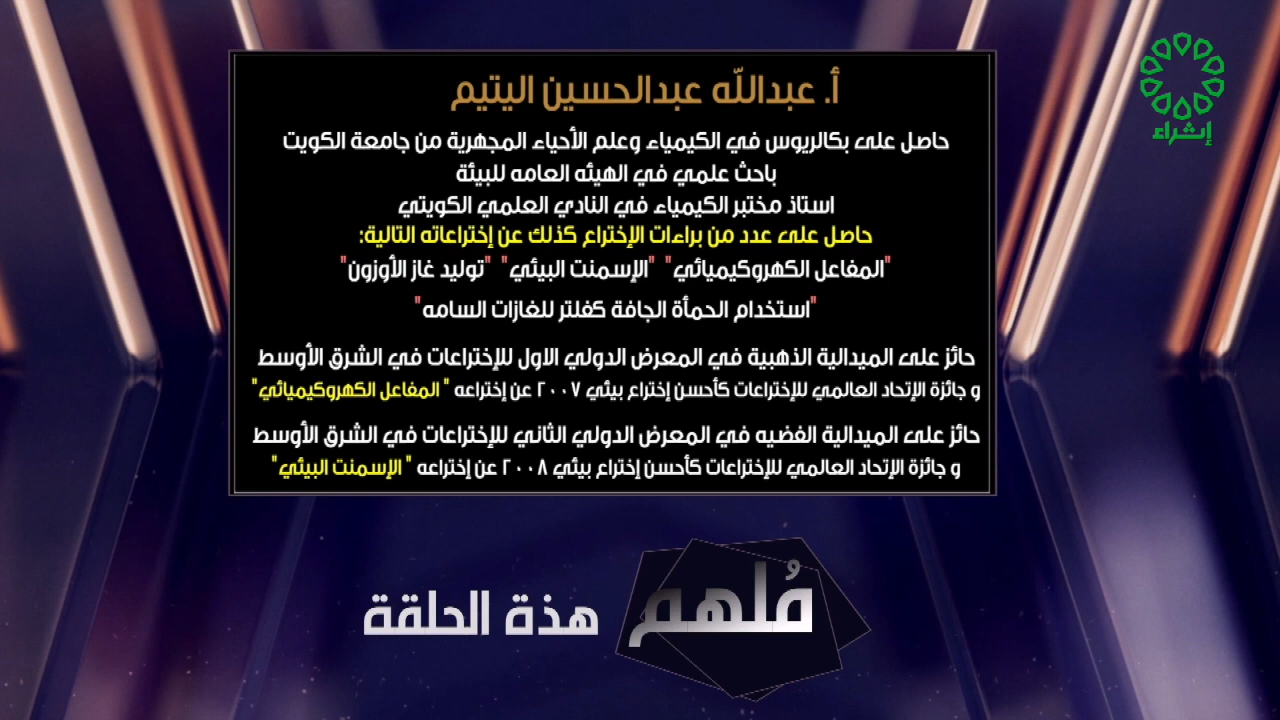 أ. عبدالله عبدالحسين اليتيم
حاصل على بكالريوس في الكيمياء وعلم الأحياء المجهرية من جامعة الكويت
باحث علمي في الهيئه العامه للبيئة
استاذ مختبر الكيمياء في النادي العلمي الكويتي
حاصل على عدد من براءات الإختراع كذلك عن إختراعاته التالية:
"المفاعل الكهروكيميائي" "الإسمنت البيئي" "توليد غاز الأوزون"
"استخدام الحمأة الجافة كفلتر للغازات السامه"
حائز على الميدالية الذهبية في المعرض الدولي الاول للإختراعات في الشرق الأوسط
و جائزة الإتحاد العالمي للإختراعات كأحسن إختراع بيئي ٢٠٠٧ عن إختراعه " المفاعل الكهروكيميائي"
حائز على الميدالية الفضيه في المعرض الدولي الثاني للإختراعات في الشرق الأوسط
و جائزة الإتحاد العالمي للإختراعات كأحسن إختراع بيئي ٢٠٠٨ عن إختراعه " الإسمنت البيئي"
مُلهم هذة الحلقة
إثراء